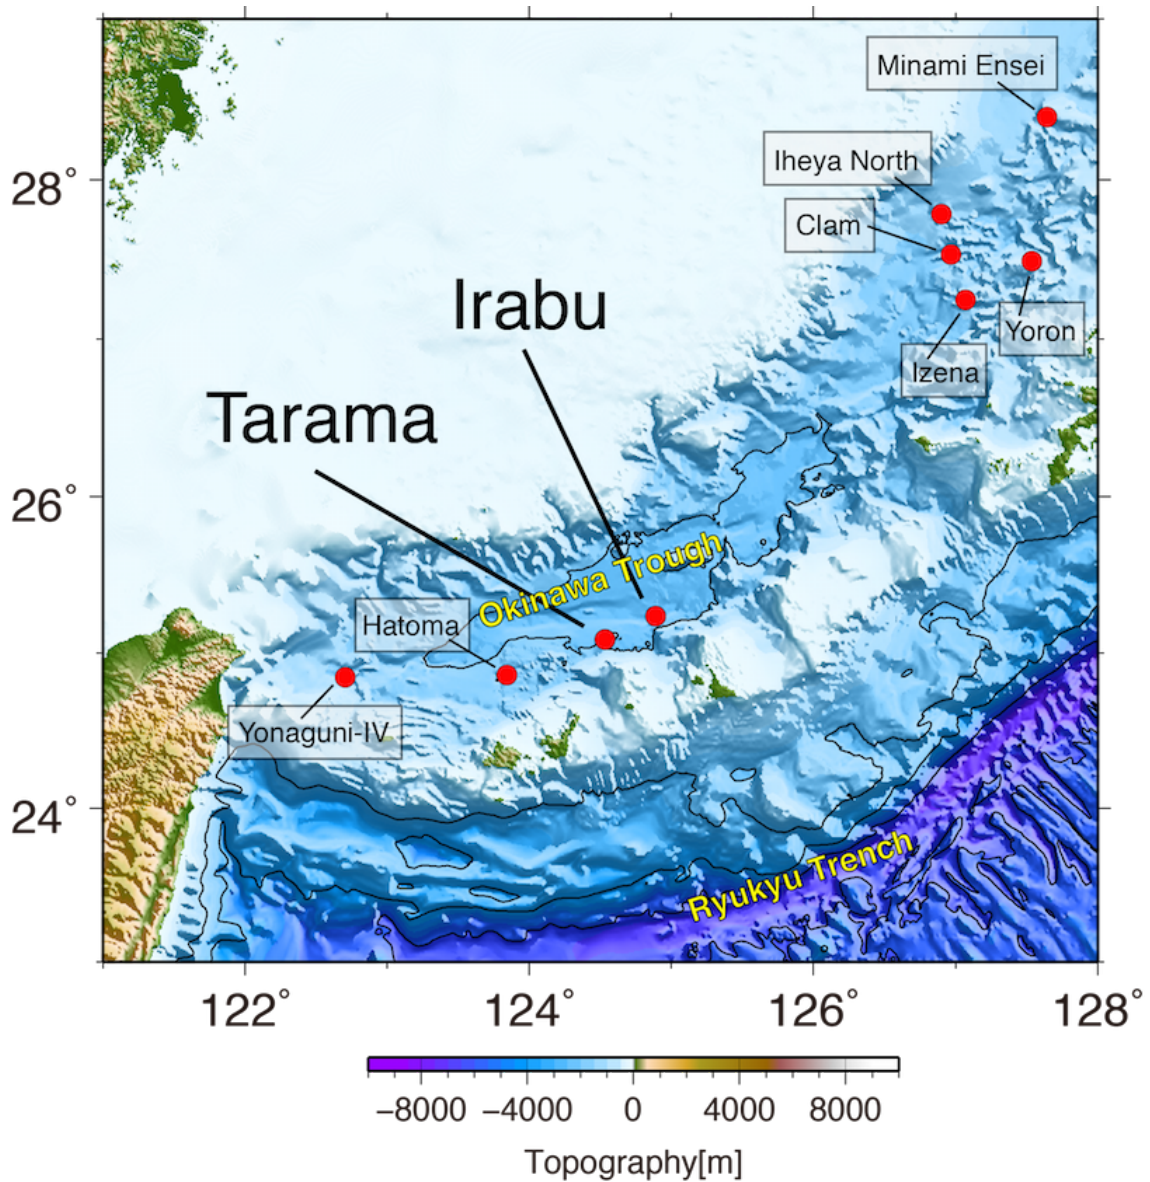 Minami Ensei
28°
Iheya North
Clam
Irabu
Yoron
Izena
Tarama
26°
Okinawa Trough
Hatoma
Yonaguni-IV
24°
Ryukyu Trench
122° 124° 126° 128°
−8000 −4000 0 4000 8000
Topography[m]